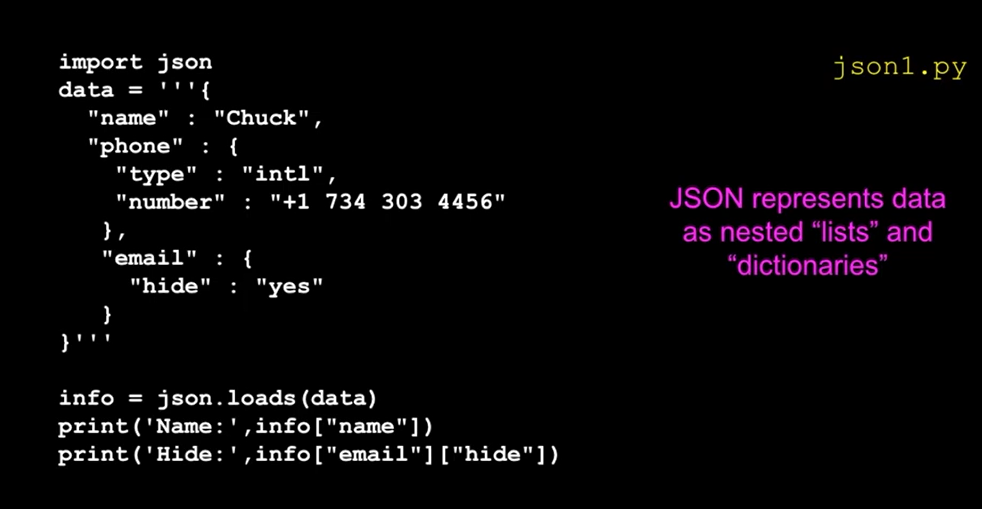 import json
data = '''{
  "name" : "Chuck",
  "phone" : {
    "type" : "intl",
    "number" : "+1 734 303 4456"
   },
   "email" : {
     "hide" : "yes"
   }
}'''

info = json.loads(data)
print('Name:',info["name"])
print('Hide:',info["email"]["hide"])
json1.py
JSON represents data
as nested “lists” and
“dictionaries”